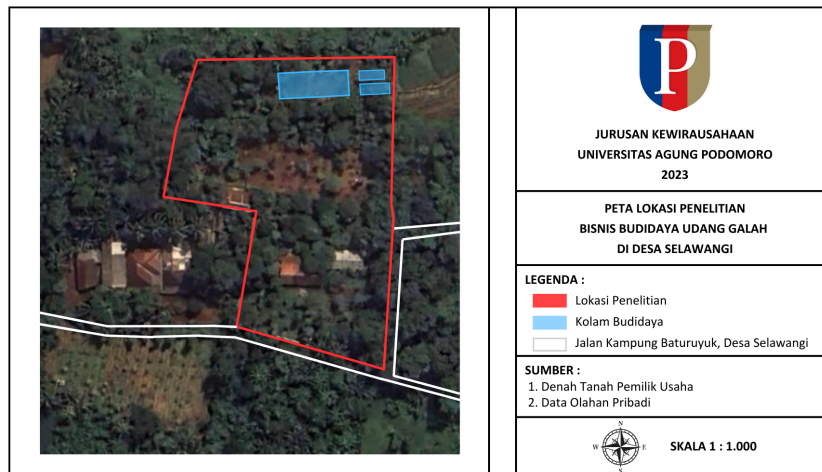 P
JURUSAN KEWIRAUSAHAAN
UNIVERSITAS AGUNG PODOMORO
2023
PETA LOKASI PENELITIAN
BISNIS BUDIDAYA UDANG GALAH
DI DESA SELAWANGI
LEGENDA :
Lokasi Penelitian
Kolam Budidaya
Jalan Kampung Baturuyuk, Desa Selawangi
SUMBER :
1. Denah Tanah Pemilik Usaha
2. Data Olahan Pribadi
N
W E
S
SKALA 1 : 1.000